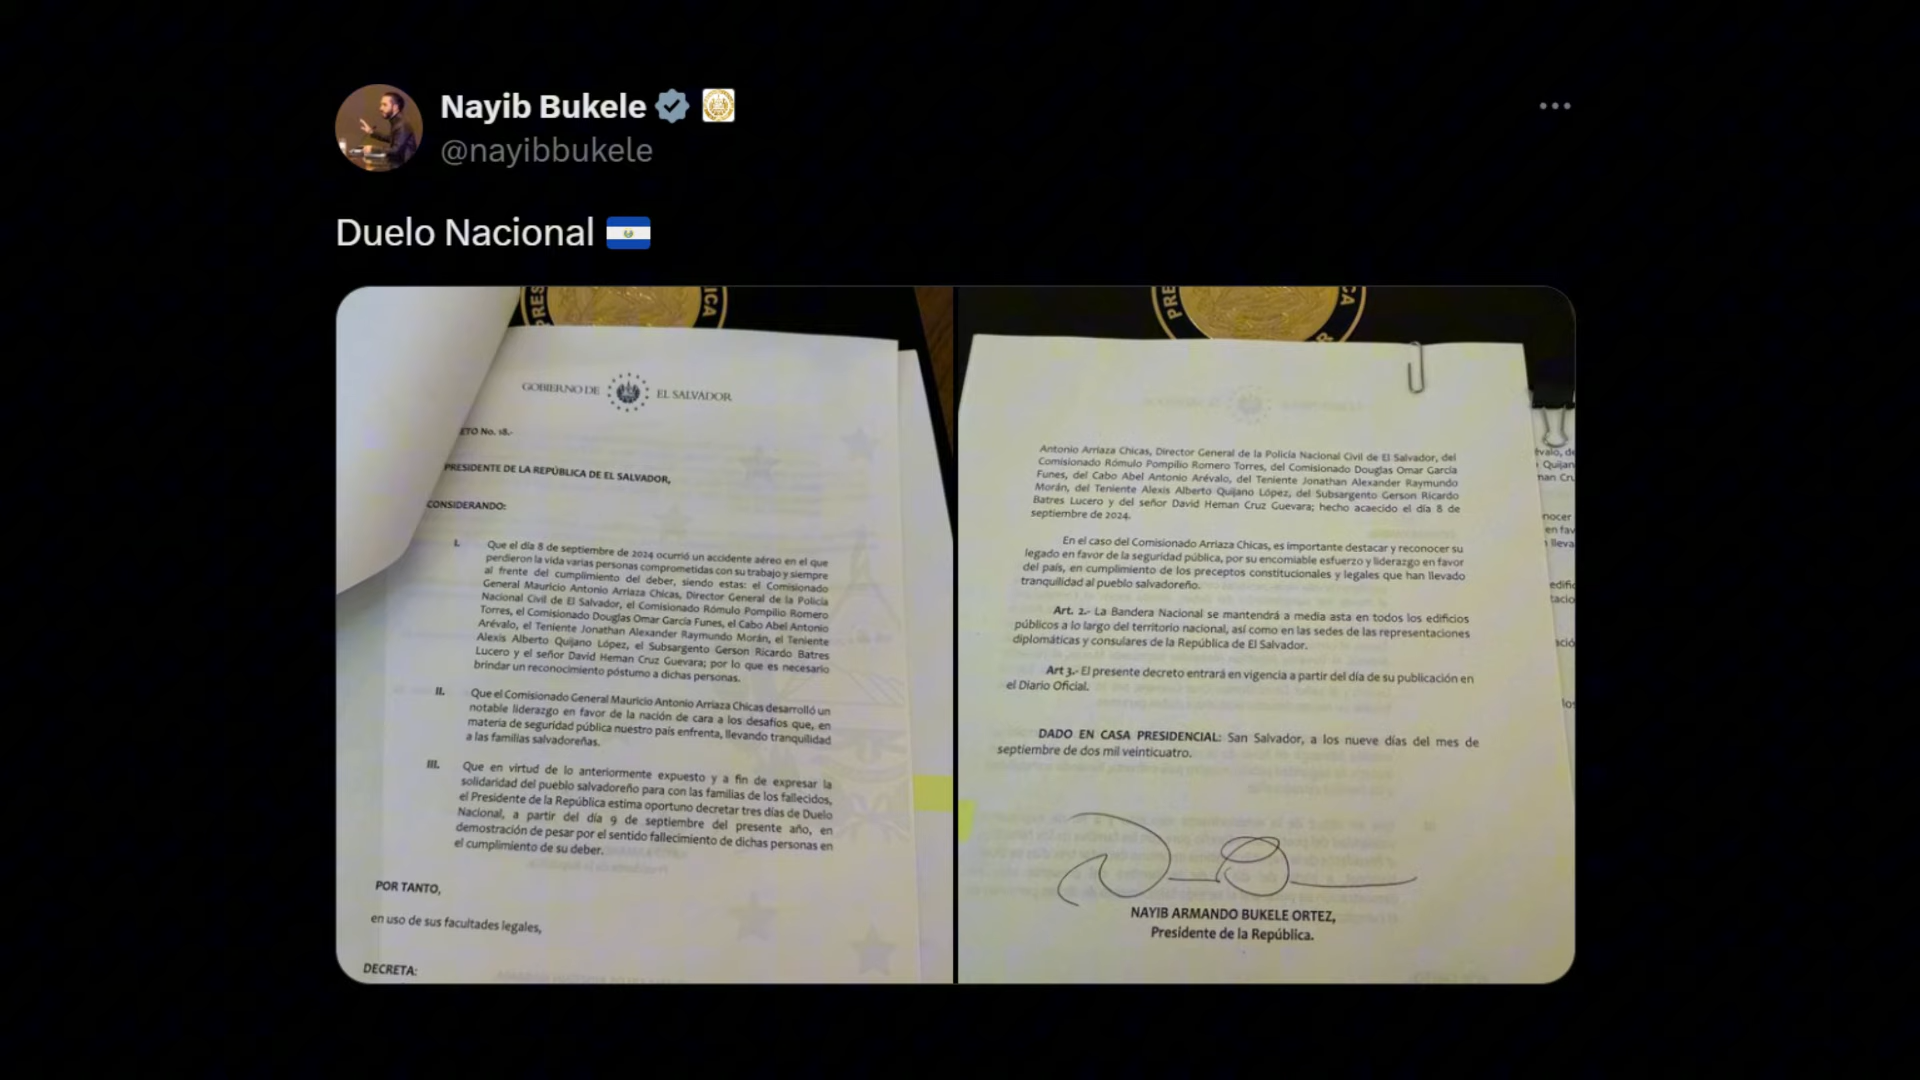 Nayib Bukele
@nayibbukele
Duelo Nacional
PRES
ICA
GOBIERNO DE EL SALVADOR
ETO No. 18.-
PRESIDENTE DE LA REPÚBLICA DE EL SALVADOR,
CONSIDERANDO:
I. Que el día 8 de septiembre de 2024 ocurrió un accidente aéreo en el que
perdieron la vida varias personas comprometidas con su trabajo y siempre
al frente del cumplimiento del deber, siendo estas: el Comisionado
General Mauricio Antonio Arriaza Chicas, Director General de la Policía
Nacional Civil de El Salvador, el Comisionado Rómulo Pompilio Romero
Torres, el Comisionado Douglas Omar García Funes, el Cabo Abel Antonio
Arévalo, el Teniente Jonathan Alexander Raymundo Morán, el Teniente
Alexis Alberto Quijano López, el Subsargento Gerson Ricardo Batres
Lucero y el señor David Heman Cruz Guevara; por lo que es necesario
brindar un reconocimiento póstumo a dichas personas.
II. Que el Comisionado General Mauricio Antonio Arriaza Chicas desarrolló un
notable liderazgo en favor de la nación de cara a los desafíos que, en
materia de seguridad pública nuestro país enfrenta, llevando tranquilidad
a las familias salvadoreñas.
III. Que en virtud de lo anteriormente expuesto y a fin de expresar la
solidaridad del pueblo salvadoreño para con las familias de los fallecidos,
el Presidente de la República estima oportuno decretar tres días de Duelo
Nacional, a partir del día 9 de septiembre del presente año, en
demostración de pesar por el sentido fallecimiento de dichas personas en
el cumplimiento de su deber.
POR TANTO,
en uso de sus facultades legales,
DECRETA:
PRE
Antonio Arriaza Chicas, Director General de la Policía Nacional Civil de El Salvador, del
Comisionado Rómulo Pompilio Romero Torres, del Comisionado Douglas Omar García
Funes, del Cabo Abel Antonio Arévalo, del Teniente Jonathan Alexander Raymundo
Morán, del Teniente Alexis Alberto Quijano López, del Subsargento Gerson Ricardo
Batres Lucero y del señor David Heman Cruz Guevara; hecho acaecido el día 8 de
septiembre de 2024.
En el caso del Comisionado Arriaza Chicas, es importante destacar y reconocer su
legado en favor de la seguridad pública, por su encomiable esfuerzo y liderazgo en favor
del país, en cumplimiento de los preceptos constitucionales y legales que han llevado
tranquilidad al pueblo salvadoreño.
Art. 2.- La Bandera Nacional se mantendrá a media asta en todos los edificios
públicos a lo largo del territorio nacional, así como en las sedes de las representaciones
diplomáticas y consulares de la República de El Salvador.
Art 3.- El presente decreto entrará en vigencia a partir del día de su publicación en
el Diario Oficial.
DADO EN CASA PRESIDENCIAL: San Salvador, a los nueve días del mes de
septiembre de dos mil veinticuatro.
NAYIB ARMANDO BUKELE ORTEZ,
Presidente de la República.